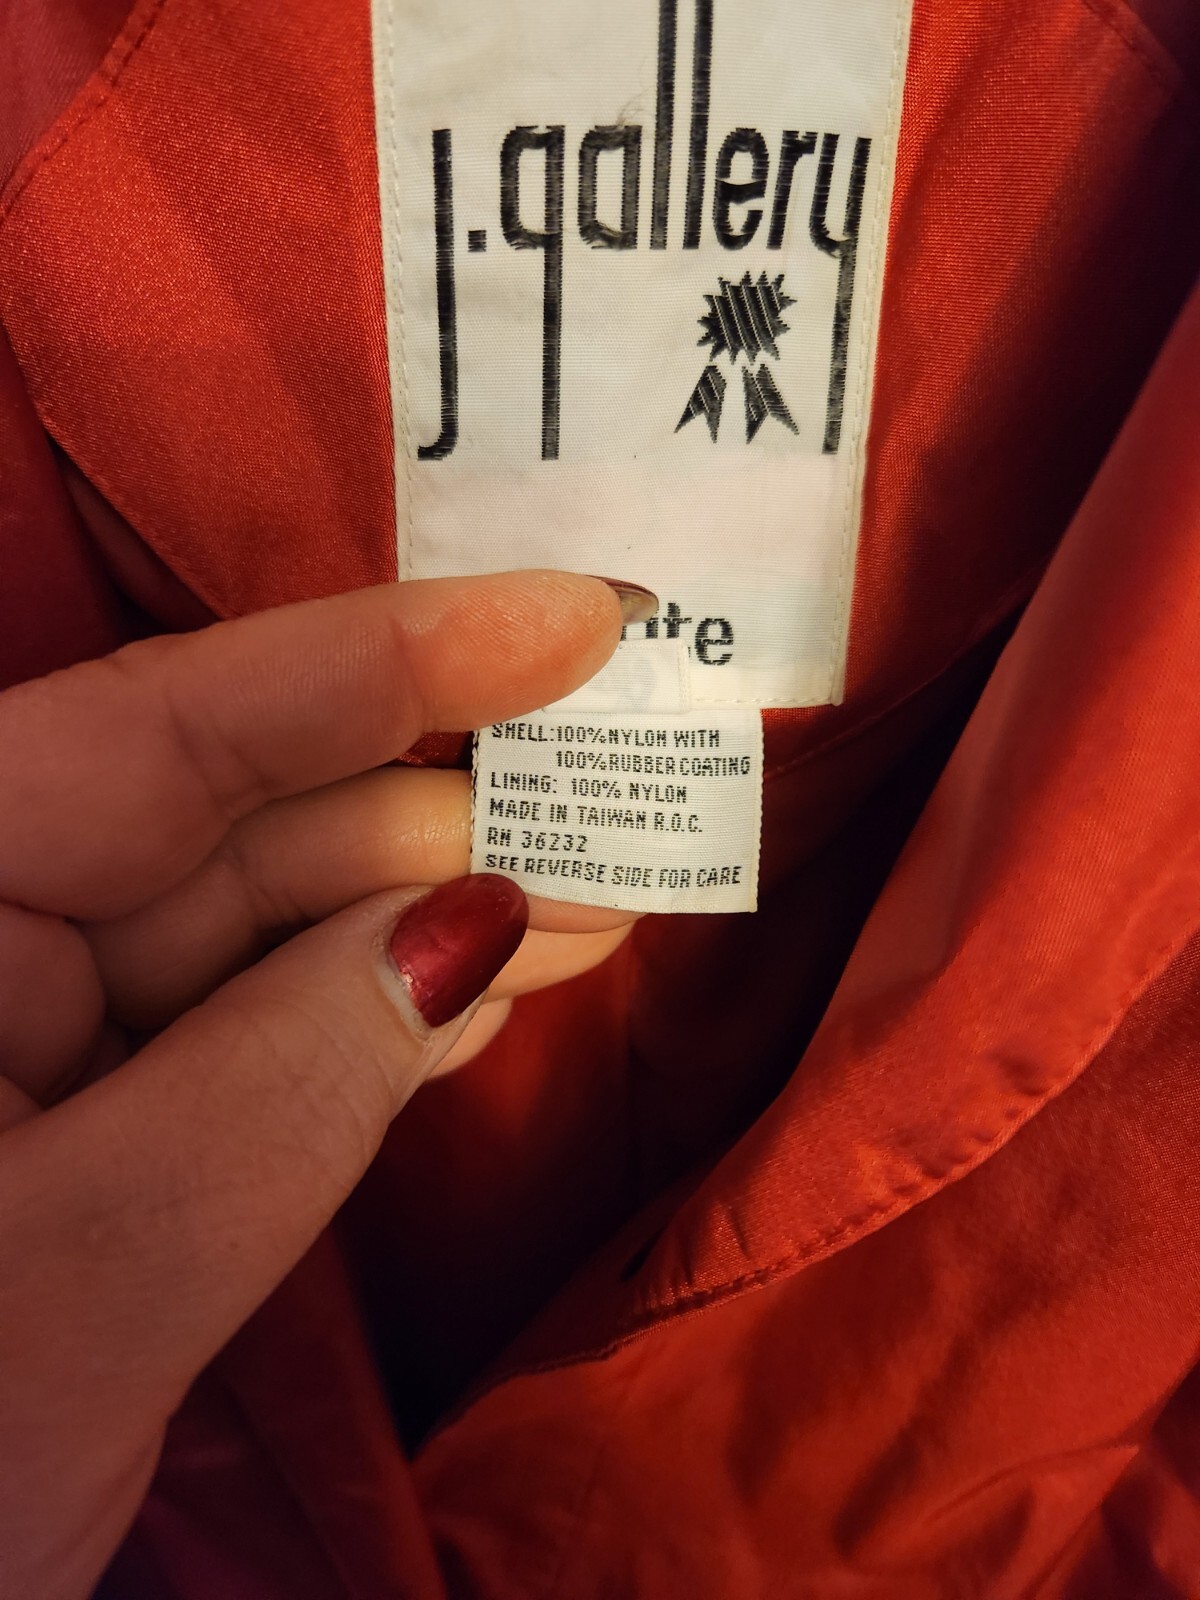 j.gallery
SHELL:100%NYLON WITH
100%RUBBER COATING
LINING: 100% NYLON
MADE IN TAIWAN R.O.C.
RN 36232
SEE REVERSE SIDE FOR CARE